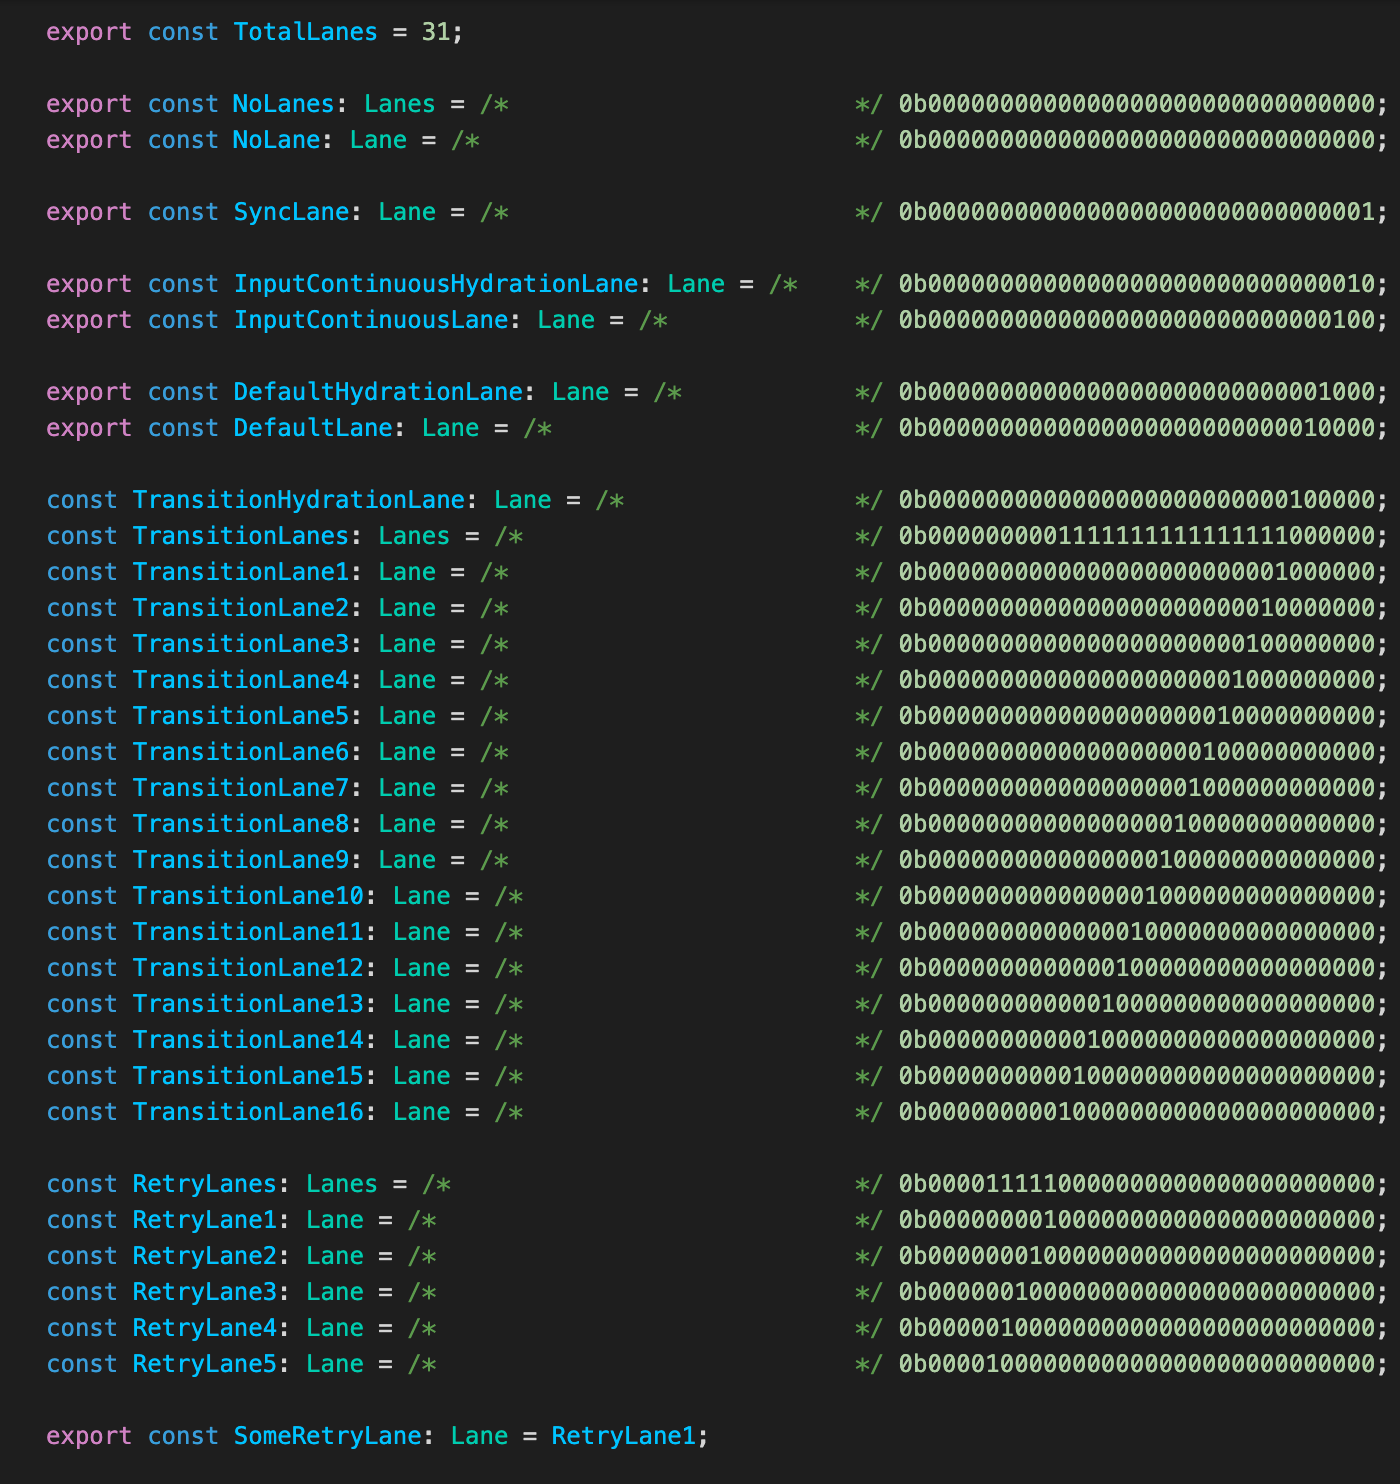 export const TotalLanes = 31;
export const NoLanes: Lanes = /*                        */ 0b0000000000000000000000000000000;
export const NoLane: Lane = /*                          */ 0b0000000000000000000000000000000;
export const SyncLane: Lane = /*                        */ 0b0000000000000000000000000000001;
export const InputContinuousHydrationLane: Lane = /*    */ 0b0000000000000000000000000000010;
export const InputContinuousLane: Lane = /*             */ 0b0000000000000000000000000000100;
export const DefaultHydrationLane: Lane = /*            */ 0b0000000000000000000000000001000;
export const DefaultLane: Lane = /*                     */ 0b0000000000000000000000000010000;
const TransitionHydrationLane: Lane = /*                */ 0b0000000000000000000000000100000;
const TransitionLanes: Lanes = /*                       */ 0b0000000001111111111111111000000;
const TransitionLane1: Lane = /*                        */ 0b0000000000000000000000001000000;
const TransitionLane2: Lane = /*                        */ 0b0000000000000000000000010000000;
const TransitionLane3: Lane = /*                        */ 0b0000000000000000000000100000000;
const TransitionLane4: Lane = /*                        */ 0b0000000000000000000001000000000;
const TransitionLane5: Lane = /*                        */ 0b0000000000000000000010000000000;
const TransitionLane6: Lane = /*                        */ 0b0000000000000000000100000000000;
const TransitionLane7: Lane = /*                        */ 0b0000000000000000001000000000000;
const TransitionLane8: Lane = /*                        */ 0b0000000000000000010000000000000;
const TransitionLane9: Lane = /*                        */ 0b0000000000000000100000000000000;
const TransitionLane10: Lane = /*                       */ 0b0000000000000001000000000000000;
const TransitionLane11: Lane = /*                       */ 0b0000000000000010000000000000000;
const TransitionLane12: Lane = /*                       */ 0b0000000000000100000000000000000;
const TransitionLane13: Lane = /*                       */ 0b0000000000001000000000000000000;
const TransitionLane14: Lane = /*                       */ 0b0000000000010000000000000000000;
const TransitionLane15: Lane = /*                       */ 0b0000000000100000000000000000000;
const TransitionLane16: Lane = /*                       */ 0b0000000001000000000000000000000;
const RetryLanes: Lanes = /*                            */ 0b0000111110000000000000000000000;
const RetryLane1: Lane = /*                             */ 0b0000000010000000000000000000000;
const RetryLane2: Lane = /*                             */ 0b0000000100000000000000000000000;
const RetryLane3: Lane = /*                             */ 0b0000001000000000000000000000000;
const RetryLane4: Lane = /*                             */ 0b0000010000000000000000000000000;
const RetryLane5: Lane = /*                             */ 0b0000100000000000000000000000000;
export const SomeRetryLane: Lane = RetryLane1;